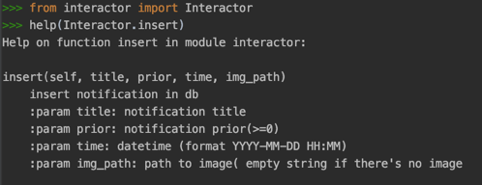 >>> from interactor import Interactor
>>> help(Interactor.insert)
Help on function insert in module interactor:
insert(self, title, prior, time, img_path)
insert notification in db
:param title: notification title
:param prior: notification prior(>=0)
:param time: datetime (format YYYY-MM-DD HH:MM)
:param img_path: path to image( empty string if there's no image